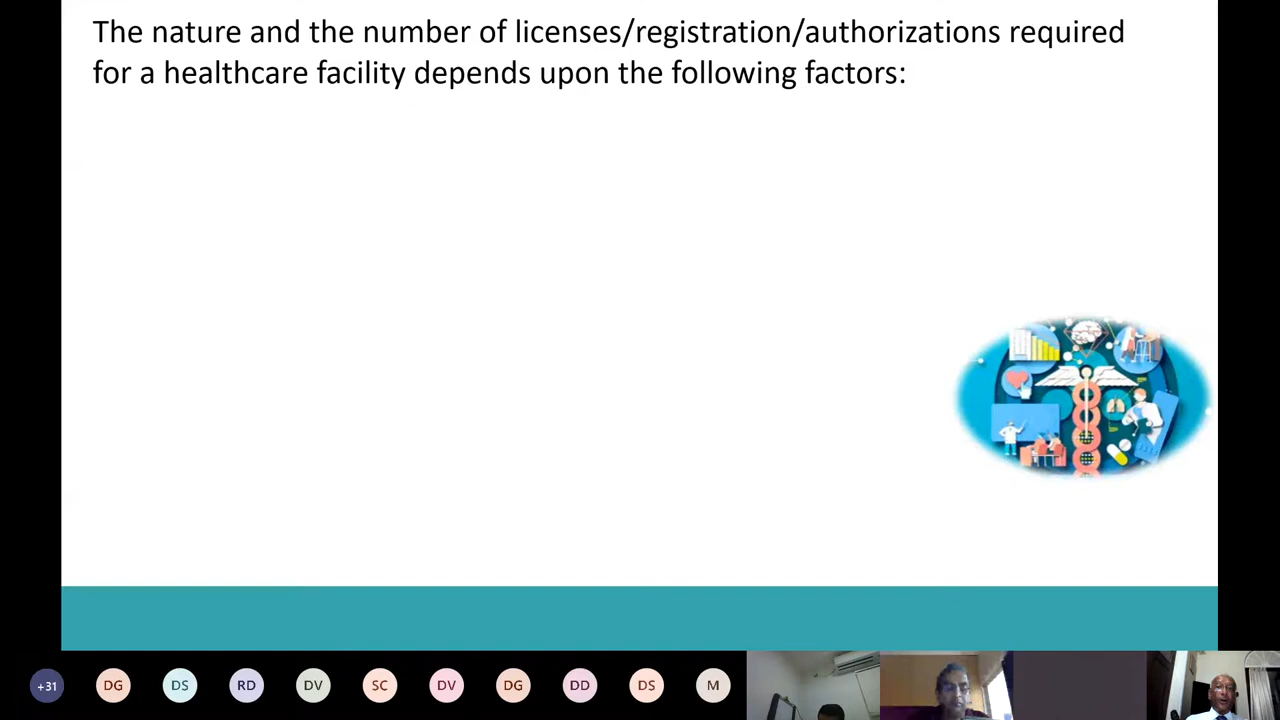 The nature and the number of licenses/registration/authorizations required
for a healthcare facility depends upon the following factors:
+31 DG DS RD DV SC DV DG DD DS M